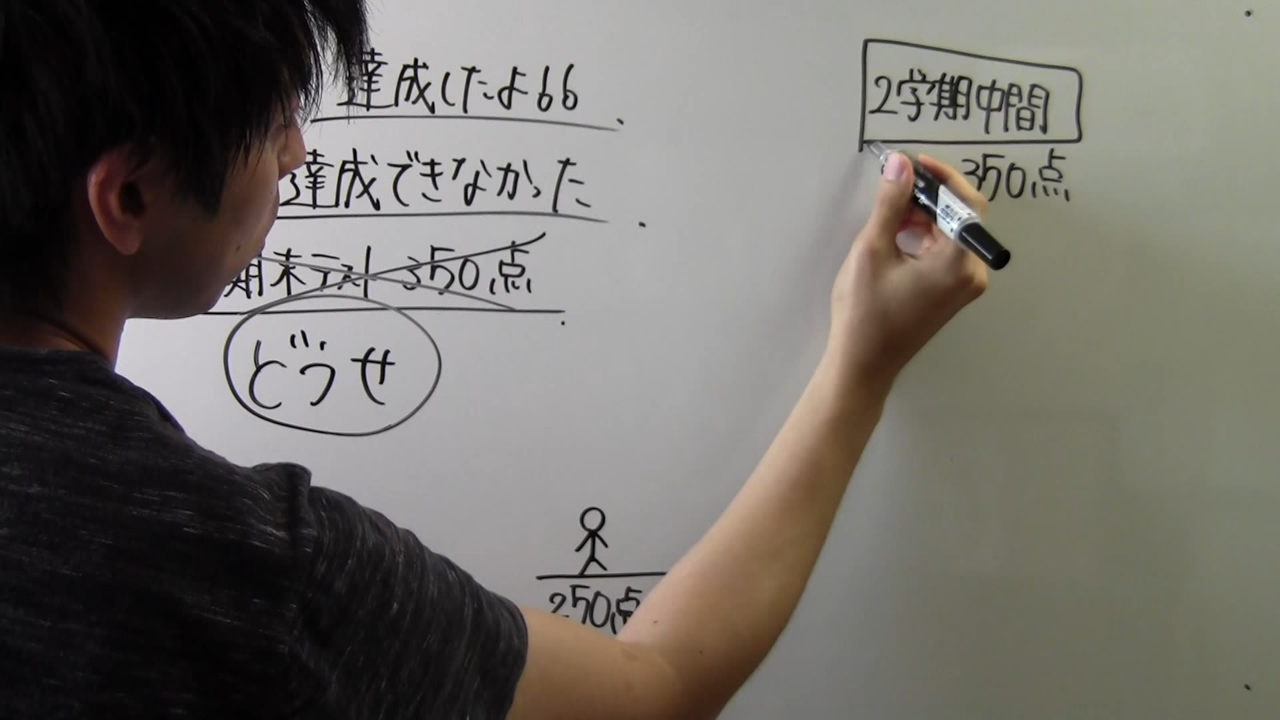 達成したよ66
達成できなかった
期末テスト 350点
どうせ
2学期中間
350点
250点